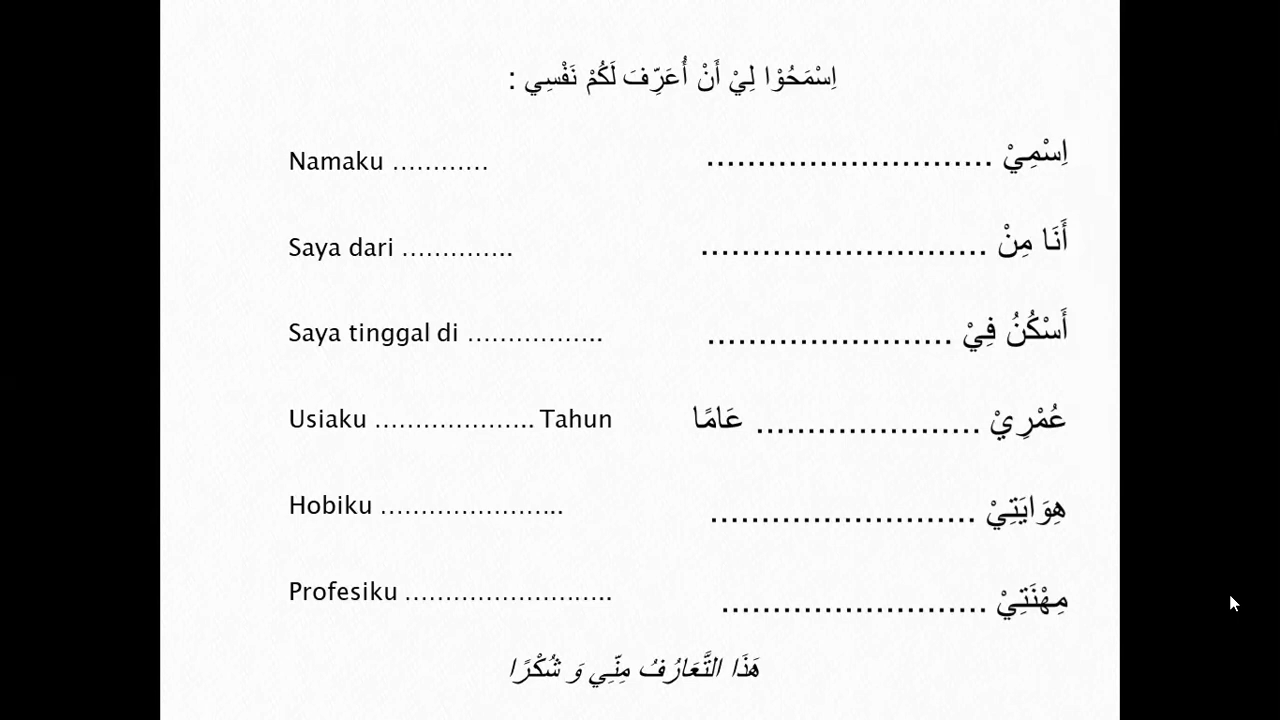 اِسْمَحُوْا لِيْ أَنْ أُعَرِّفَ لَكُمْ نَفْسِي :
اِسْمِيْ ............................ Namaku …………
أَنَا مِنْ ............................ Saya dari …………..
أَسْكُنُ فِيْ ........................ Saya tinggal di ……………..
عُمْرِيْ ...................... عَامًا Usiaku ……………….. Tahun
هِوَايَتِيْ .......................... Hobiku …………………..
مِهْنَتِيْ .......................... Profesiku ……………………..
هَذَا التَّعَارُفُ مِنِّي وَ شُكْرًا